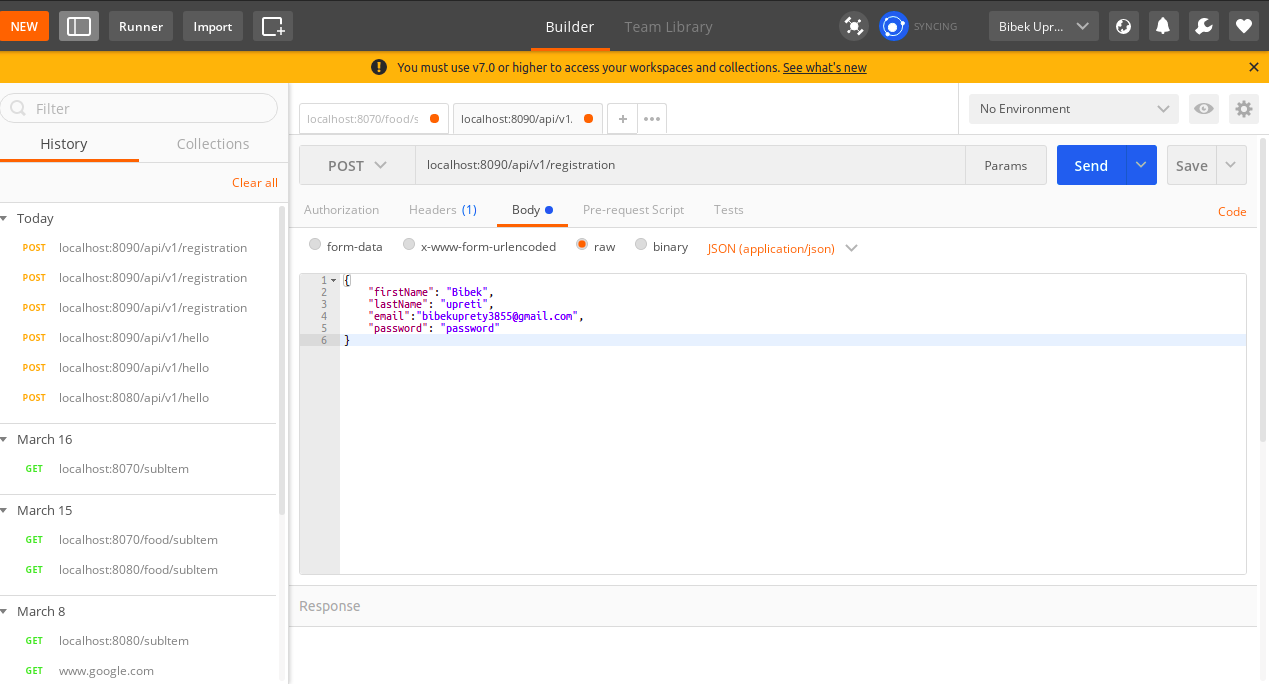 NEW Runner Import Builder Team Library SYNCING Bibek Upr...
You must use v7.0 or higher to access your workspaces and collections. See what's new
Filter
History Collections
Clear all
Today
POST localhost:8090/api/v1/registration
POST localhost:8090/api/v1/registration
POST localhost:8090/api/v1/registration
POST localhost:8090/api/v1/hello
POST localhost:8090/api/v1/hello
POST localhost:8080/api/v1/hello
March 16
GET localhost:8070/subItem
March 15
GET localhost:8070/food/subItem
GET localhost:8080/food/subItem
March 8
GET localhost:8080/subItem
GET www.google.com
localhost:8070/food/s localhost:8090/api/v1. + ••• No Environment
POST localhost:8090/api/v1/registration Params Send Save
Authorization Headers (1) Body Pre-request Script Tests Code
form-data x-www-form-urlencoded raw binary JSON (application/json)
1 {
2 "firstName": "Bibek",
3 "lastName": "upreti",
4 "email":"bibekuprety3855@gmail.com",
5 "password": "password"
6 }
Response